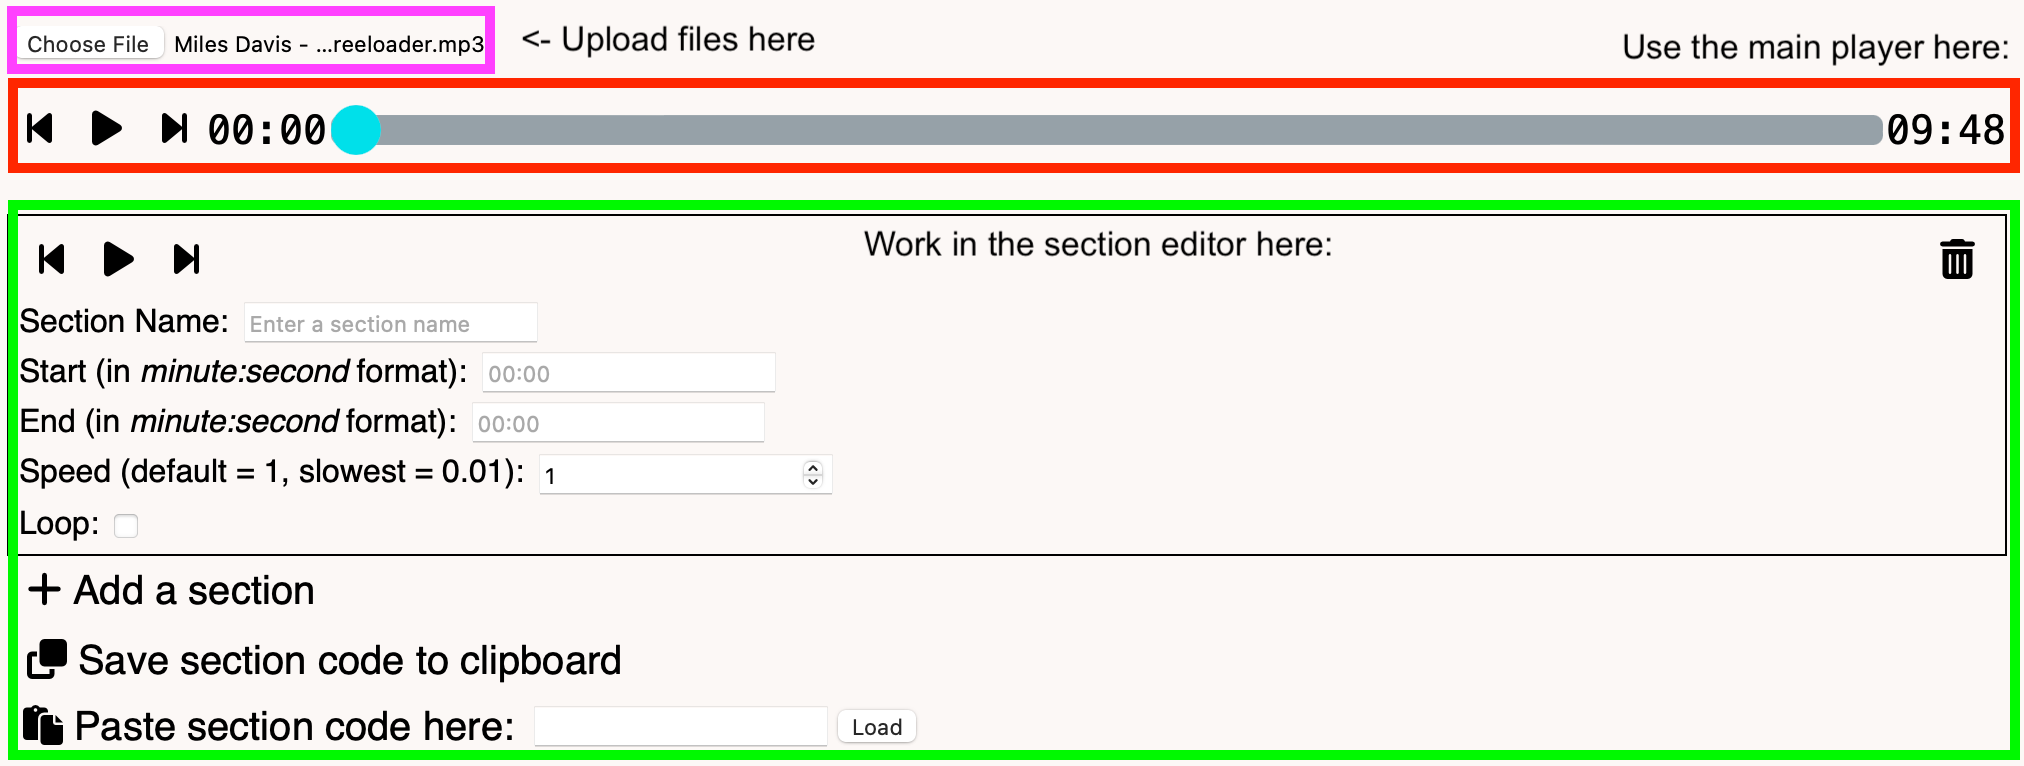 Choose File Miles Davis - ...reeloader.mp3 <- Upload files here
Use the main player here:
00:00 09:48
Work in the section editor here:
Section Name: Enter a section name
Start (in minute:second format): 00:00
End (in minute:second format): 00:00
Speed (default = 1, slowest = 0.01): 1
Loop:
Add a section
Save section code to clipboard
Paste section code here: Load